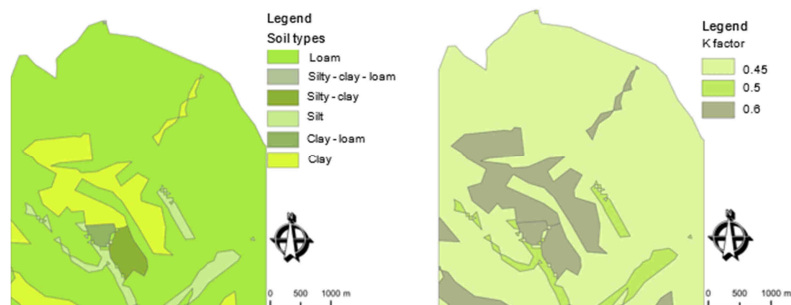 Legend
Soil types
Loam
Silty-clay-loam
Silty-clay
Silt
Clay-loam
Clay
0 500 1000 m
Legend
K factor
0.45
0.5
0.6
0 500 1000 m